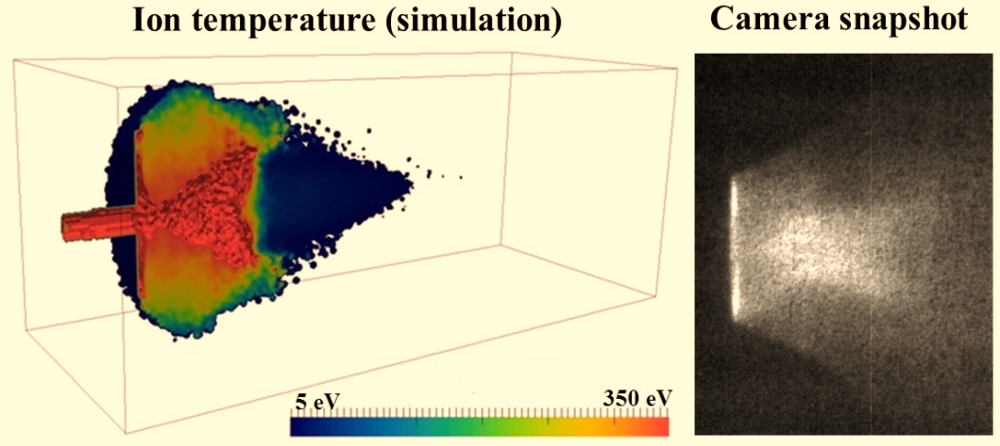 Ion temperature (simulation)
Camera snapshot
5 eV
350 eV